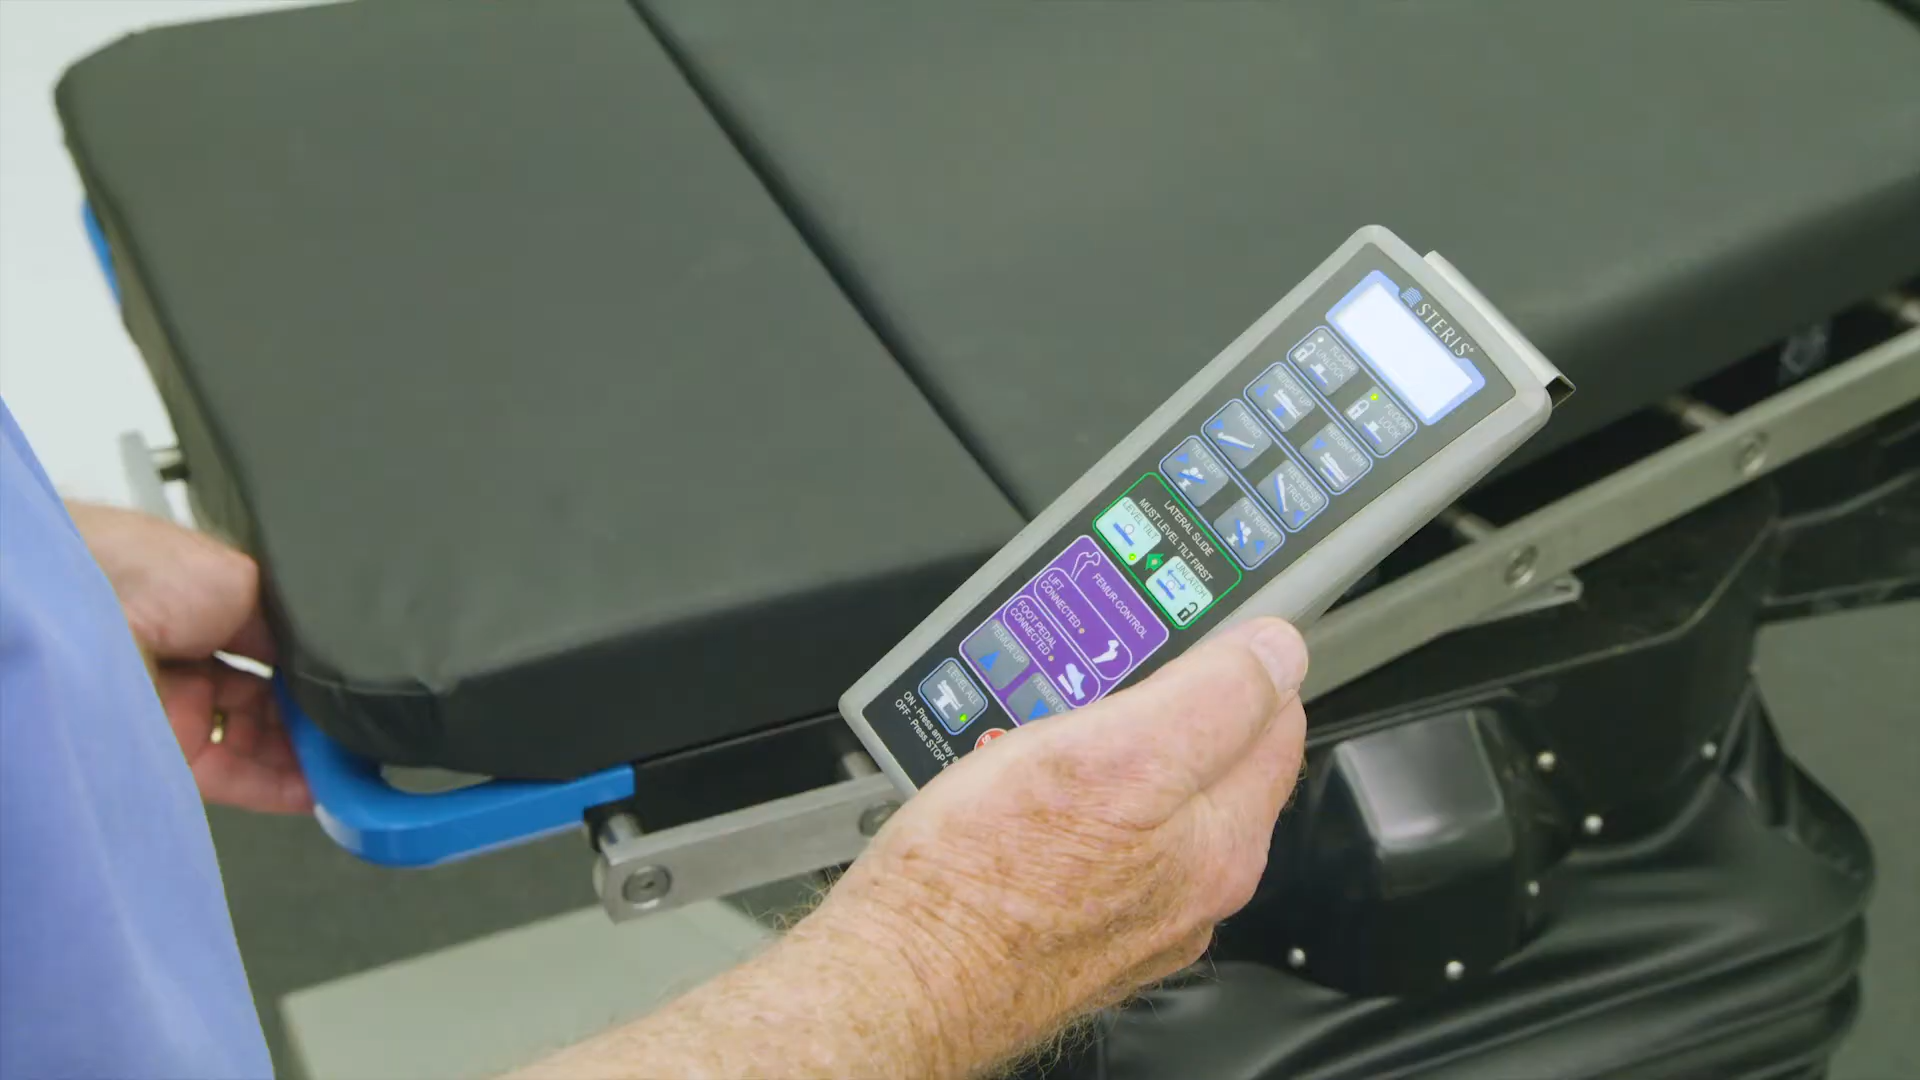 STERIS®
FLOOR
UNLOCK
FLOOR
LOCK
HEIGHT UP
HEIGHT DN
TREND
REVERSE
TREND
TILT LEFT
TILT RIGHT
LATERAL SLIDE
MUST LEVEL TILT FIRST
LEVEL TILT
UNLATCH
FEMUR CONTROL
LIFT
CONNECTED
FOOT PEDAL
CONNECTED
FEMUR UP
FEMUR D
LEVEL ALL
ON - Press any key
OFF - Press STOP